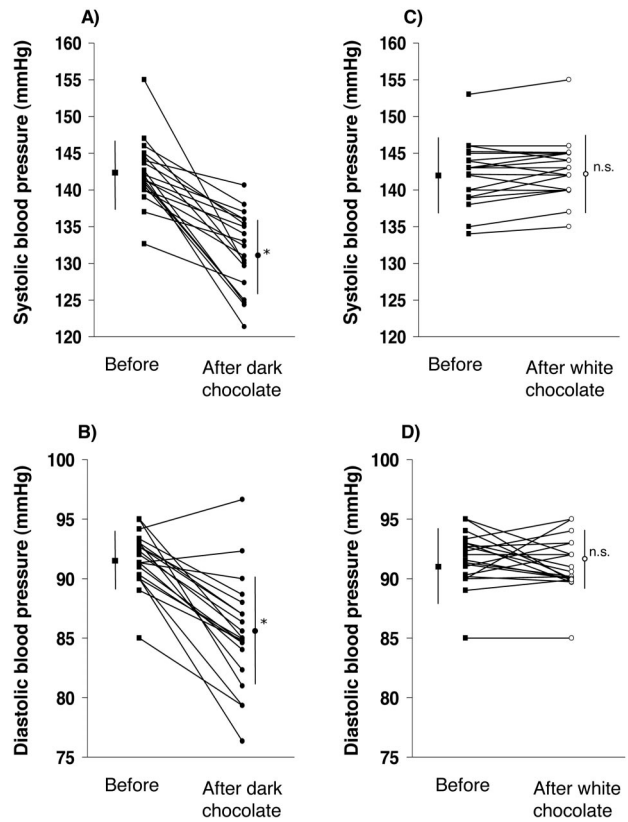 A)
Systolic blood pressure (mmHg)
160
155
150
145
140
135
130
125
120
*
Before
After dark
chocolate
C)
Systolic blood pressure (mmHg)
160
155
150
145
140
135
130
125
120
n.s.
Before
After white
chocolate
B)
Diastolic blood pressure (mmHg)
100
95
90
85
80
75
*
Before
After dark
chocolate
D)
Diastolic blood pressure (mmHg)
100
95
90
85
80
75
n.s.
Before
After white
chocolate